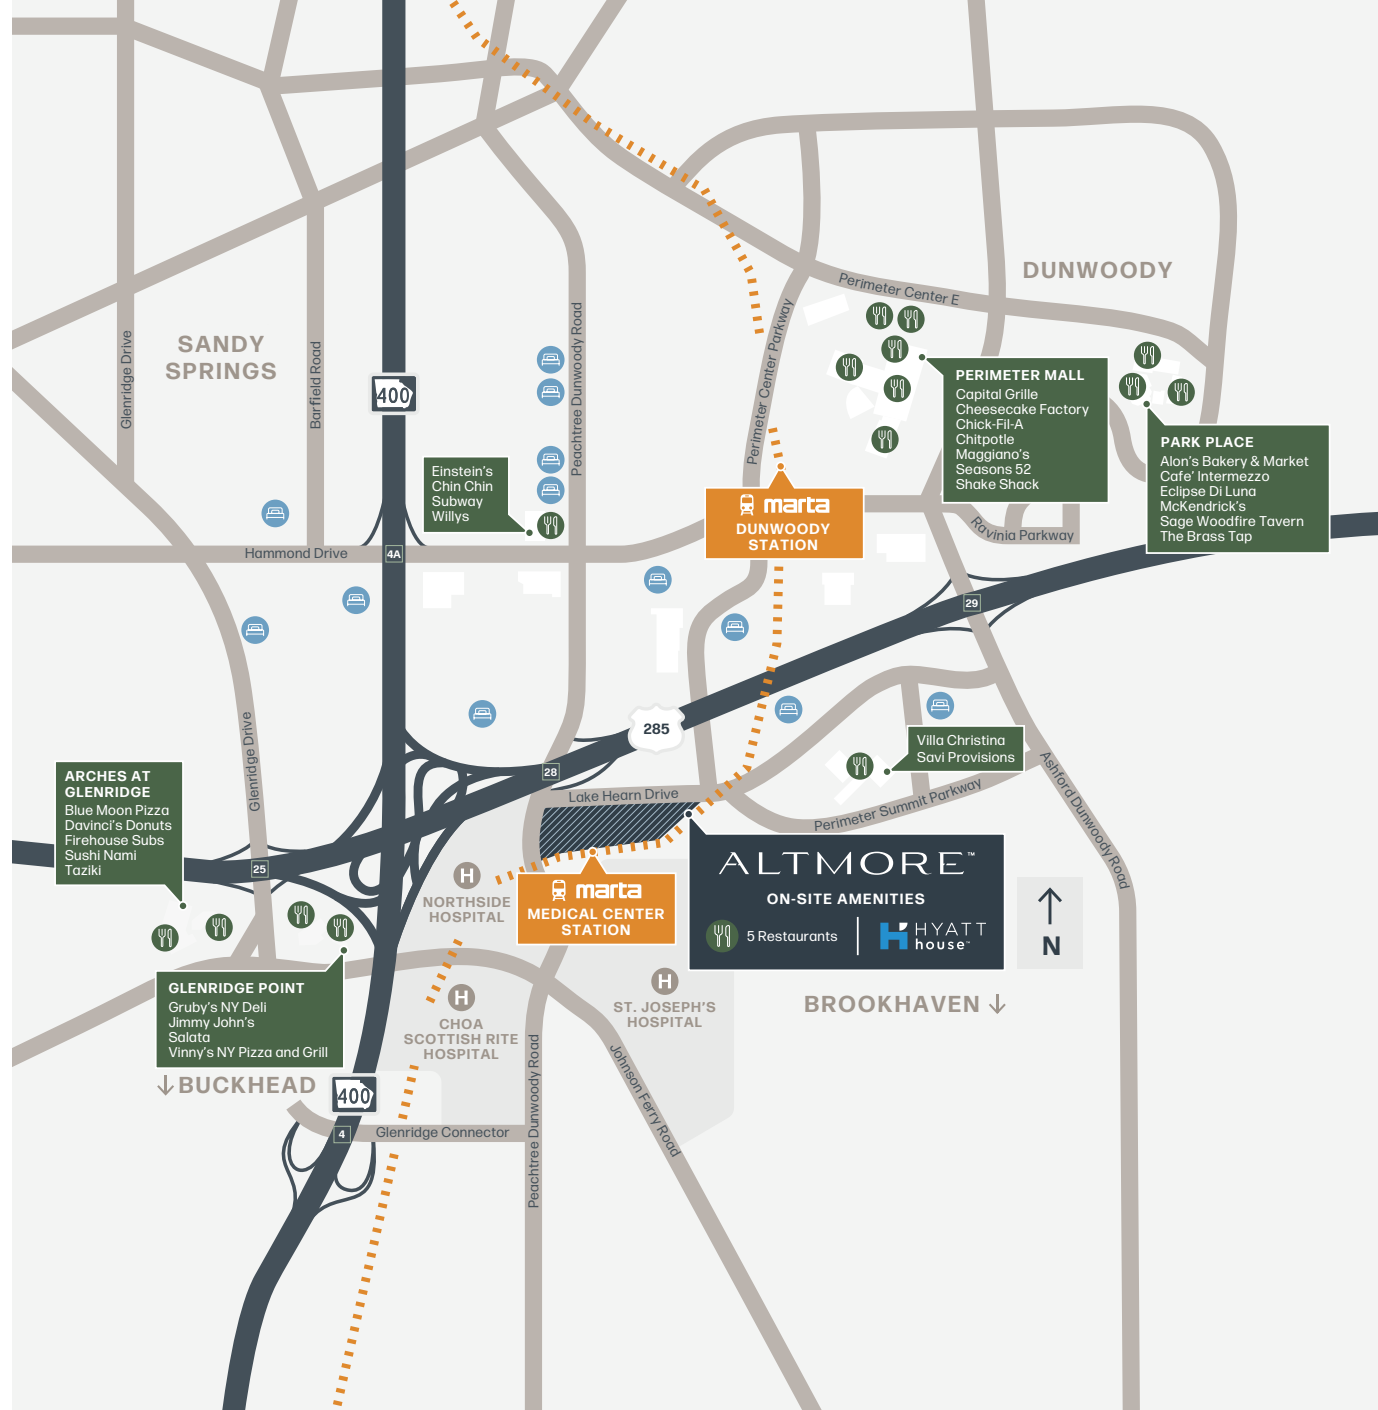 DUNWOODY
Perimeter Center E
SANDY
SPRINGS
Glenridge Drive
Barfield Road
400
Peachtree Dunwoody Road
Perimeter Center Parkway
PERIMETER MALL
Capital Grille
Cheesecake Factory
Chick-Fil-A
Chitpotle
Maggiano's
Seasons 52
Shake Shack
PARK PLACE
Alon's Bakery & Market
Cafe' Intermezzo
Eclipse Di Luna
McKendrick's
Sage Woodfire Tavern
The Brass Tap
Einstein's
Chin Chin
Subway
Willys
marta
DUNWOODY
STATION
Ravinia Parkway
Hammond Drive
4A
29
285
Glenridge Drive
28
Villa Christina
Savi Provisions
Ashford Dunwoody Road
Lake Hearn Drive
Perimeter Summit Parkway
ARCHES AT
GLENRIDGE
Blue Moon Pizza
Davinci's Donuts
Firehouse Subs
Sushi Nami
Taziki
25
H
NORTHSIDE
HOSPITAL
marta
MEDICAL CENTER
STATION
ALTMORE™
ON-SITE AMENITIES
5 Restaurants
HYATT
house™
N
GLENRIDGE POINT
Gruby's NY Deli
Jimmy John's
Salata
Vinny's NY Pizza and Grill
H
CHOA
SCOTTISH RITE
HOSPITAL
H
ST. JOSEPH'S
HOSPITAL
BROOKHAVEN ↓
↓ BUCKHEAD
400
4
Glenridge Connector
Peachtree Dunwoody Road
Johnson Ferry Road